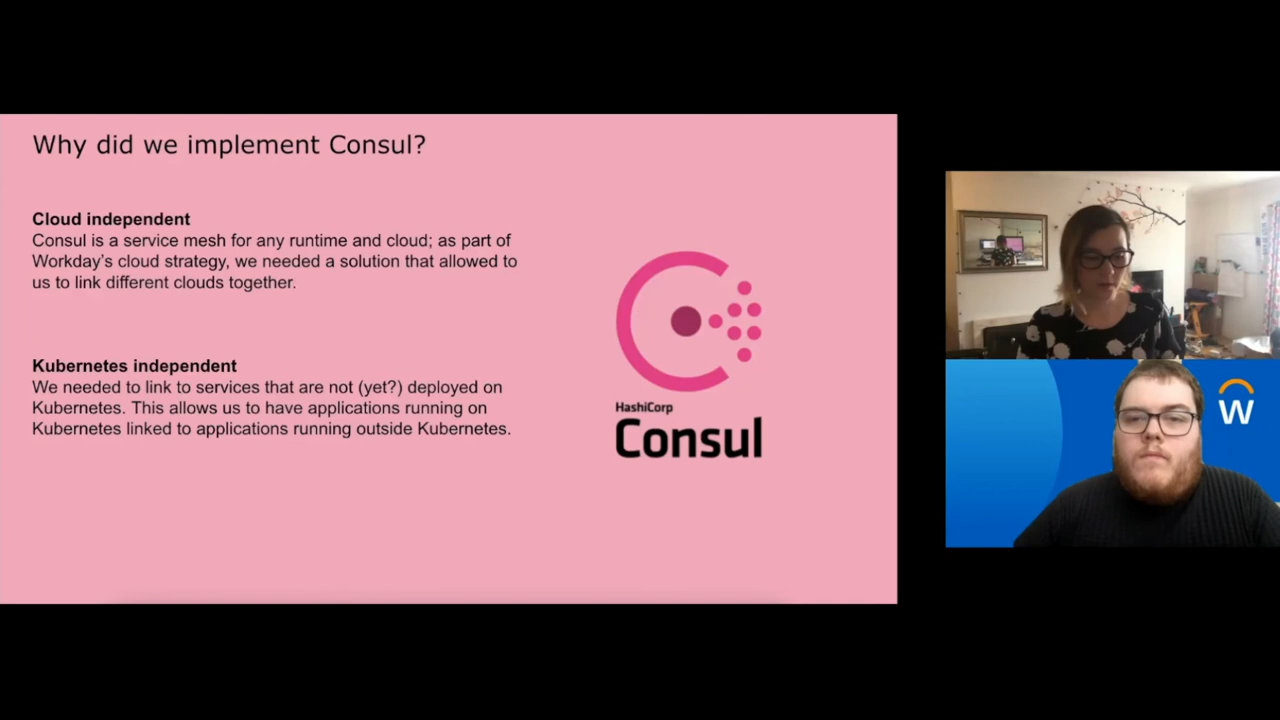 Why did we implement Consul?
Cloud independent
Consul is a service mesh for any runtime and cloud; as part of
Workday's cloud strategy, we needed a solution that allowed to
us to link different clouds together.
Kubernetes independent
We needed to link to services that are not (yet?) deployed on
Kubernetes. This allows us to have applications running on
Kubernetes linked to applications running outside Kubernetes.
HashiCorp
Consul
W